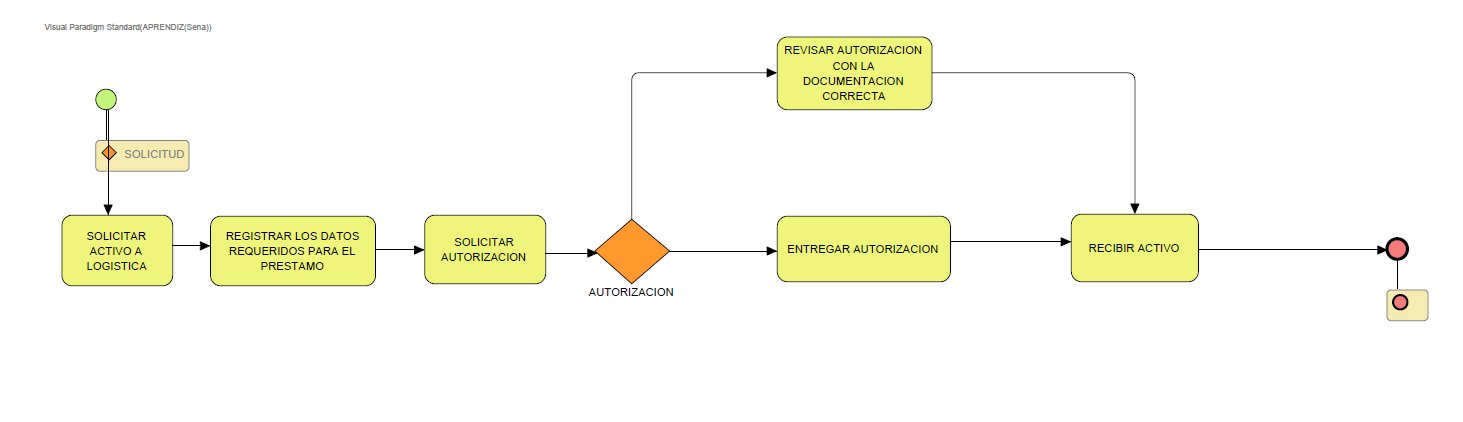 Visual Paradigm Standard(APRENDIZ(Sena))
SOLICITUD
SOLICITAR
ACTIVO A
LOGISTICA
REGISTRAR LOS DATOS
REQUERIDOS PARA EL
PRESTAMO
SOLICITAR
AUTORIZACION
AUTORIZACION
REVISAR AUTORIZACION
CON LA
DOCUMENTACION
CORRECTA
ENTREGAR AUTORIZACION
RECIBIR ACTIVO